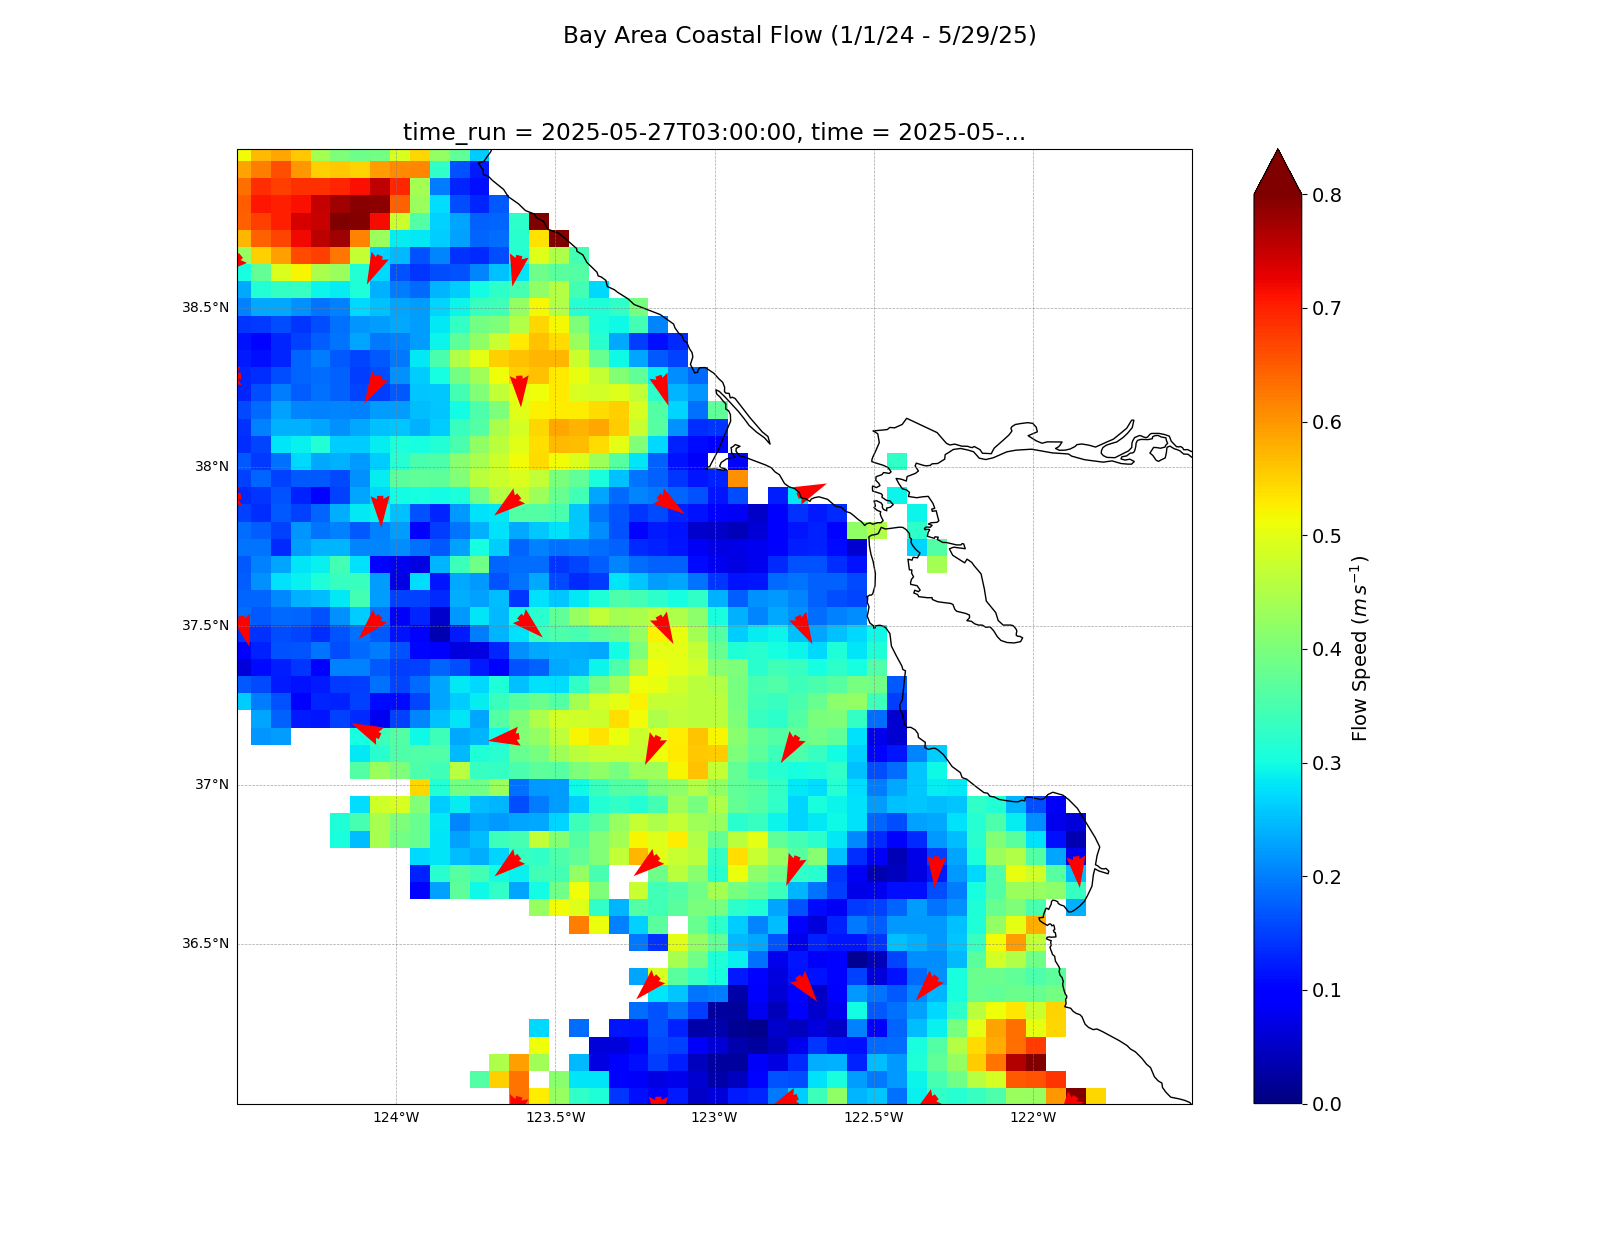 Bay Area Coastal Flow (1/1/24 - 5/29/25)
time_run = 2025-05-27T03:00:00, time = 2025-05-...
38.5°N
38°N
37.5°N
37°N
36.5°N
124°W
123.5°W
123°W
122.5°W
122°W
0.8
0.7
0.6
0.5
0.4
0.3
0.2
0.1
0.0
Flow Speed (m s⁻¹)